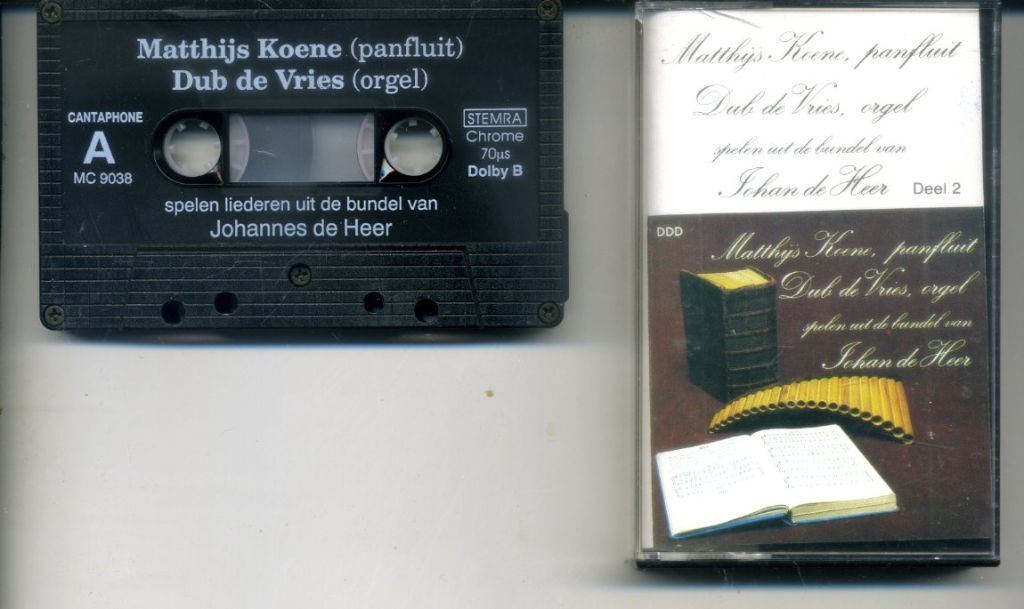 Matthijs Koene (panfluit)
Dub de Vries (orgel)
CANTAPHONE
A
MC 9038
STEMRA
Chrome
70µs
Dolby B
spelen liederen uit de bundel van
Johannes de Heer
Matthijs Koene, panfluit
Dub de Vries, orgel
spelen uit de bundel van
Johan de Heer Deel 2
DDD
Matthijs Koene, panfluit
Dub de Vries, orgel
spelen uit de bundel van
Johan de Heer